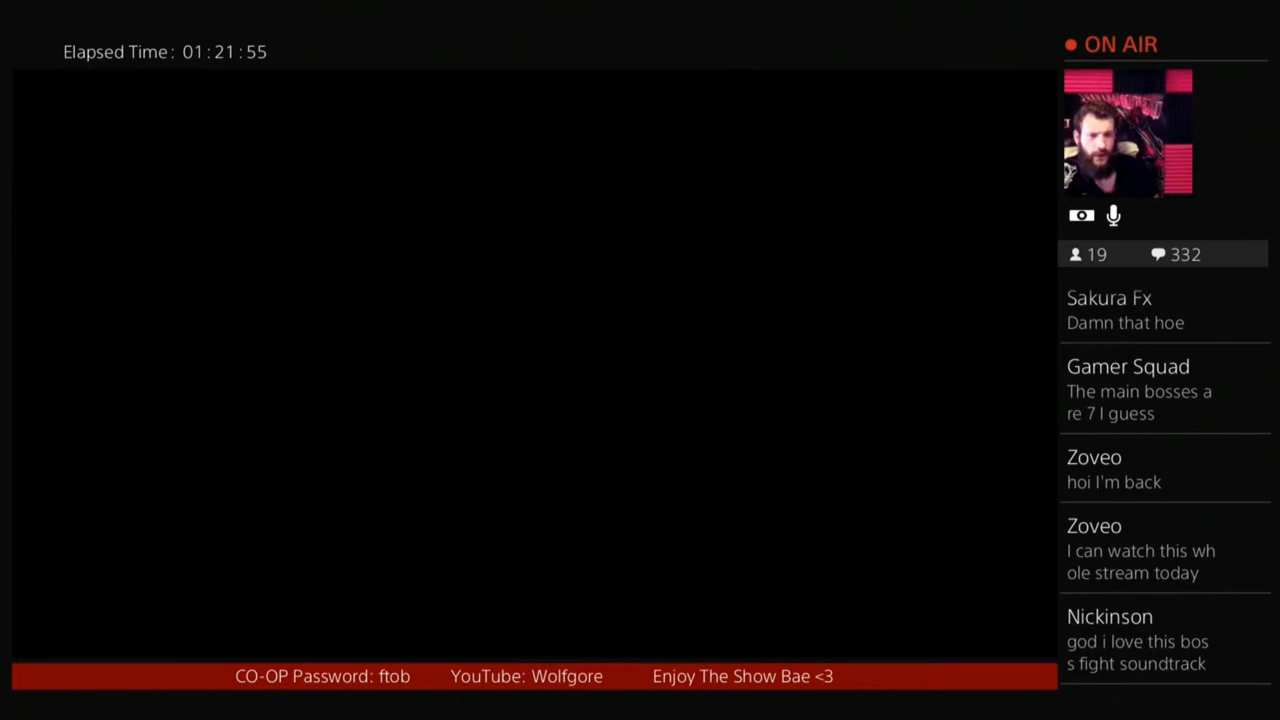 Elapsed Time: 01:21:55
ON AIR
19 332
Sakura Fx
Damn that hoe
Gamer Squad
The main bosses a
re 7 I guess
Zoveo
hoi I'm back
Zoveo
I can watch this wh
ole stream today
Nickinson
god i love this bos
s fight soundtrack
CO-OP Password: ftob YouTube: Wolfgore Enjoy The Show Bae <3